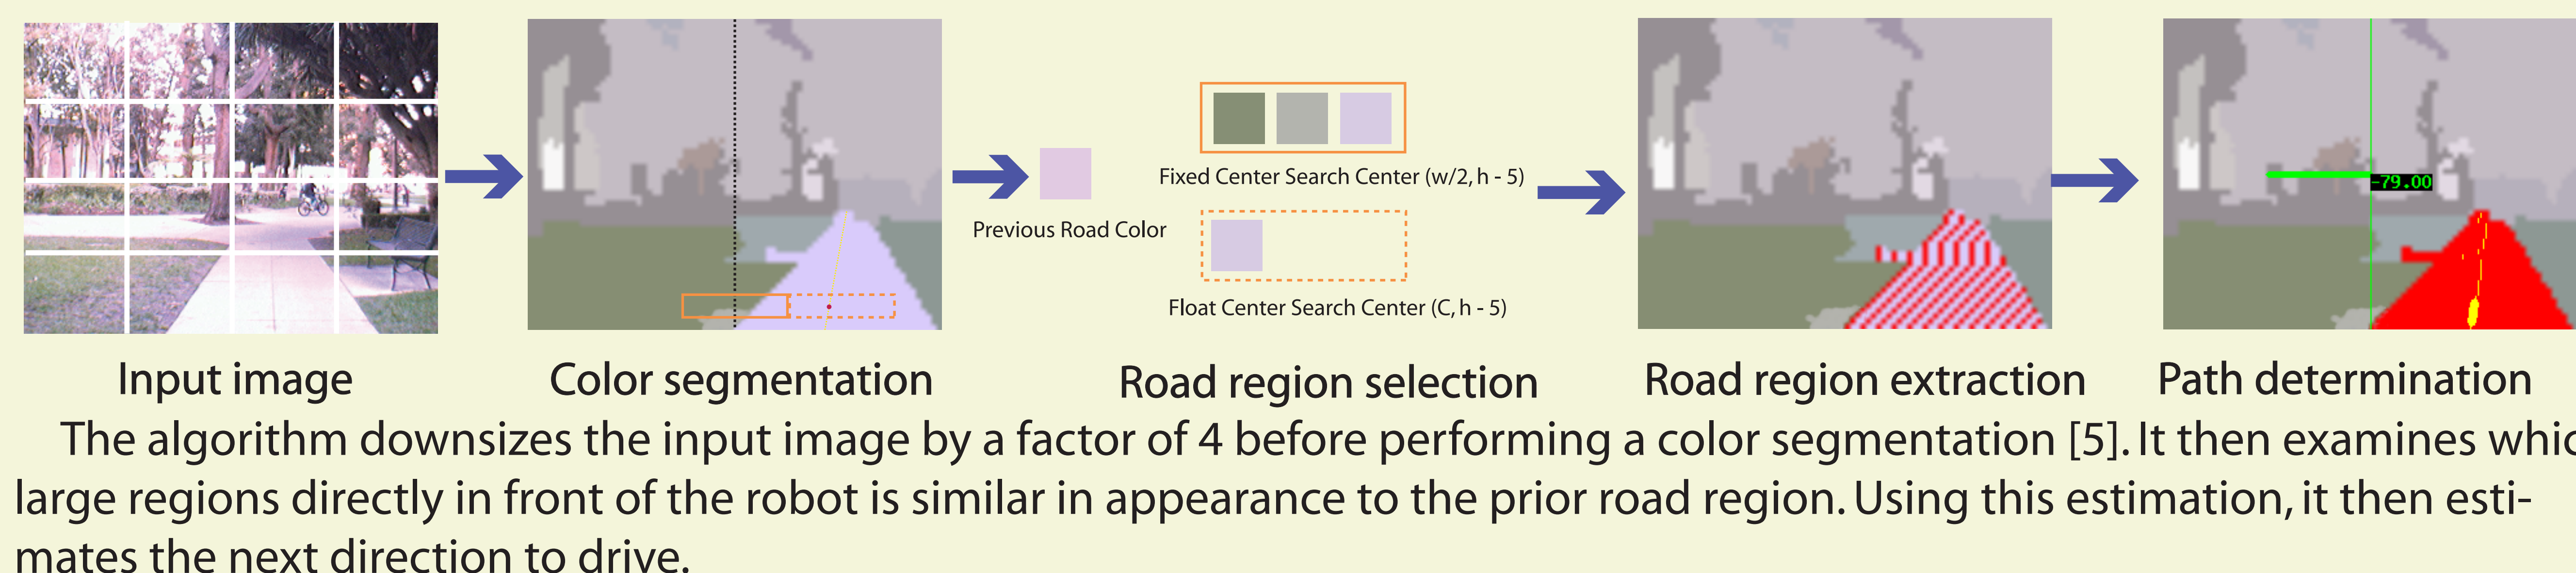 -79.00
Fixed Center Search Center (w/2, h - 5)
Previous Road Color
Float Center Search Center (C, h - 5)
Input image
Color segmentation
Road region selection
Road region extraction
Path determination
The algorithm downsizes the input image by a factor of 4 before performing a color segmentation [5]. It then examines
large regions directly in front of the robot is similar in appearance to the prior road region. Using this estimation, it then esti-
mates the next direction to drive.